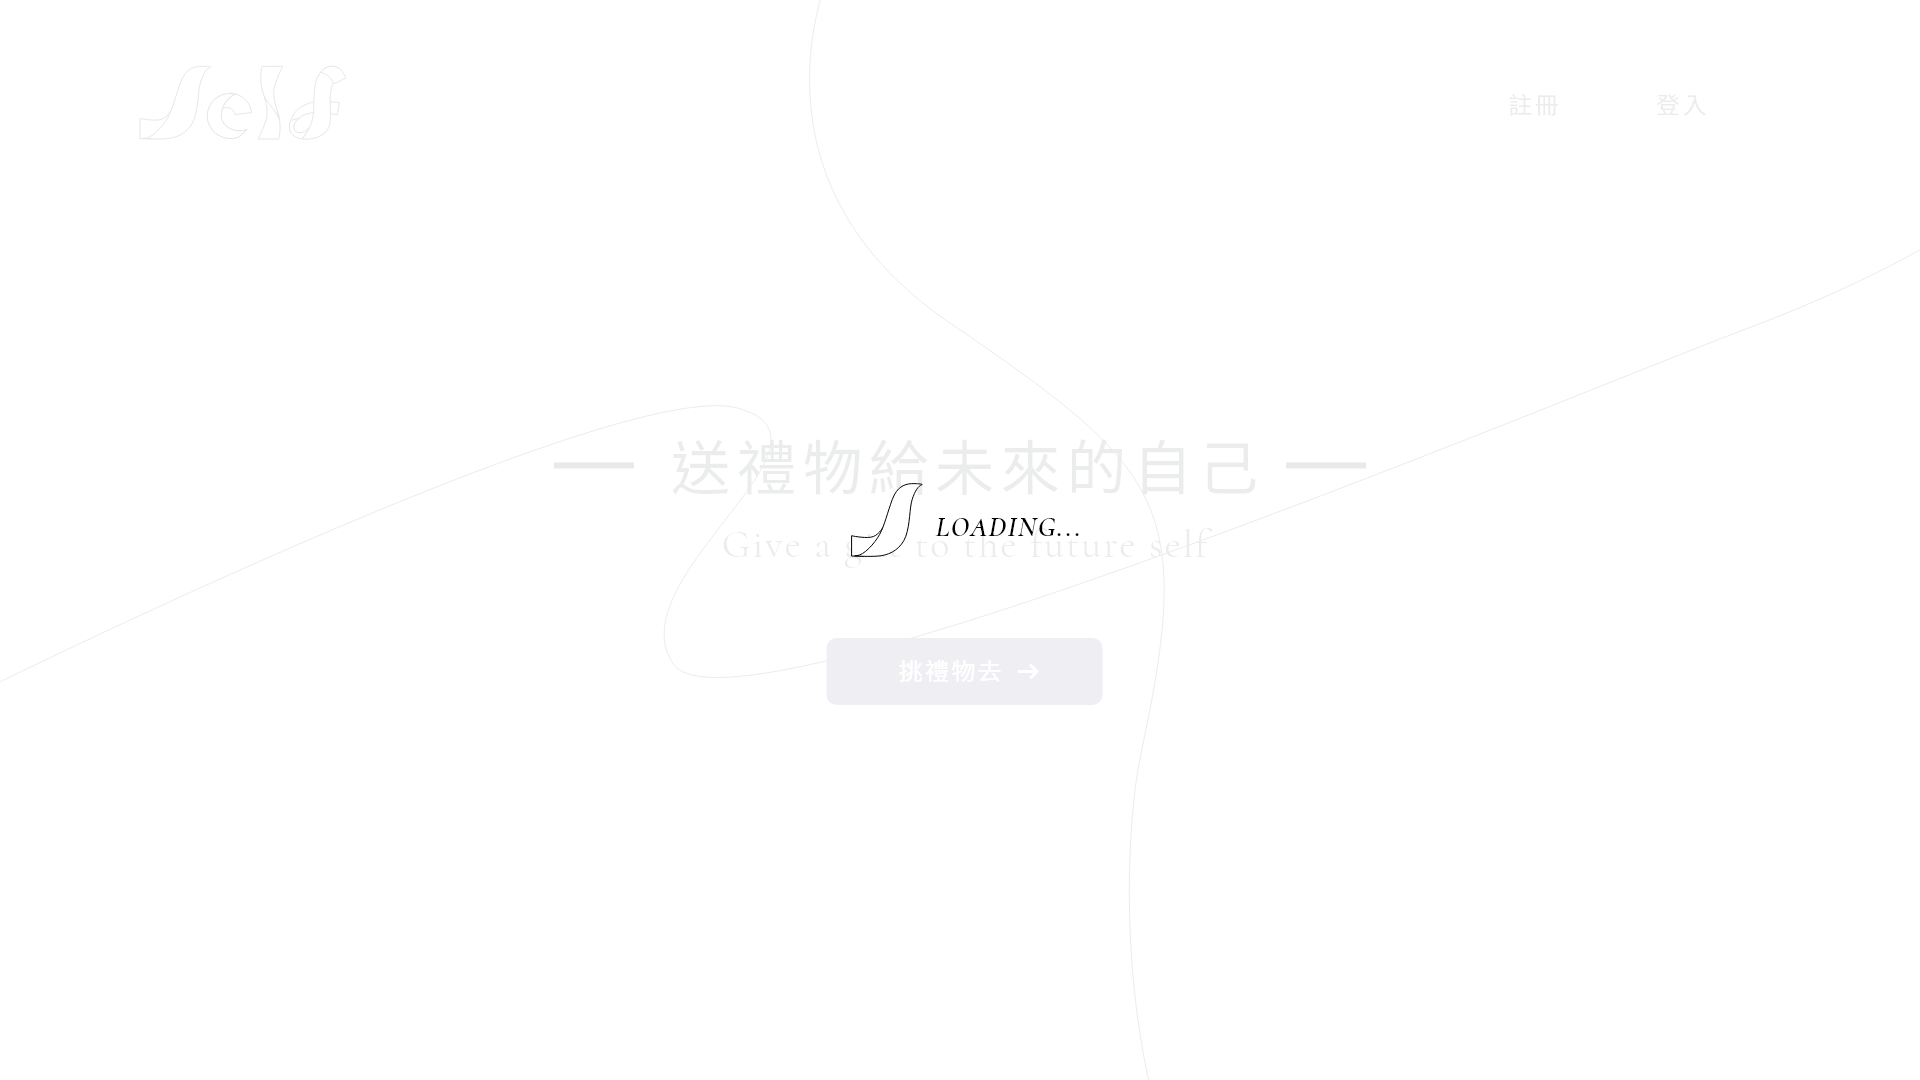 Self
註冊
登入
送禮物給未來的自己
Give a to the future self
LOADING...
挑禮物去 →